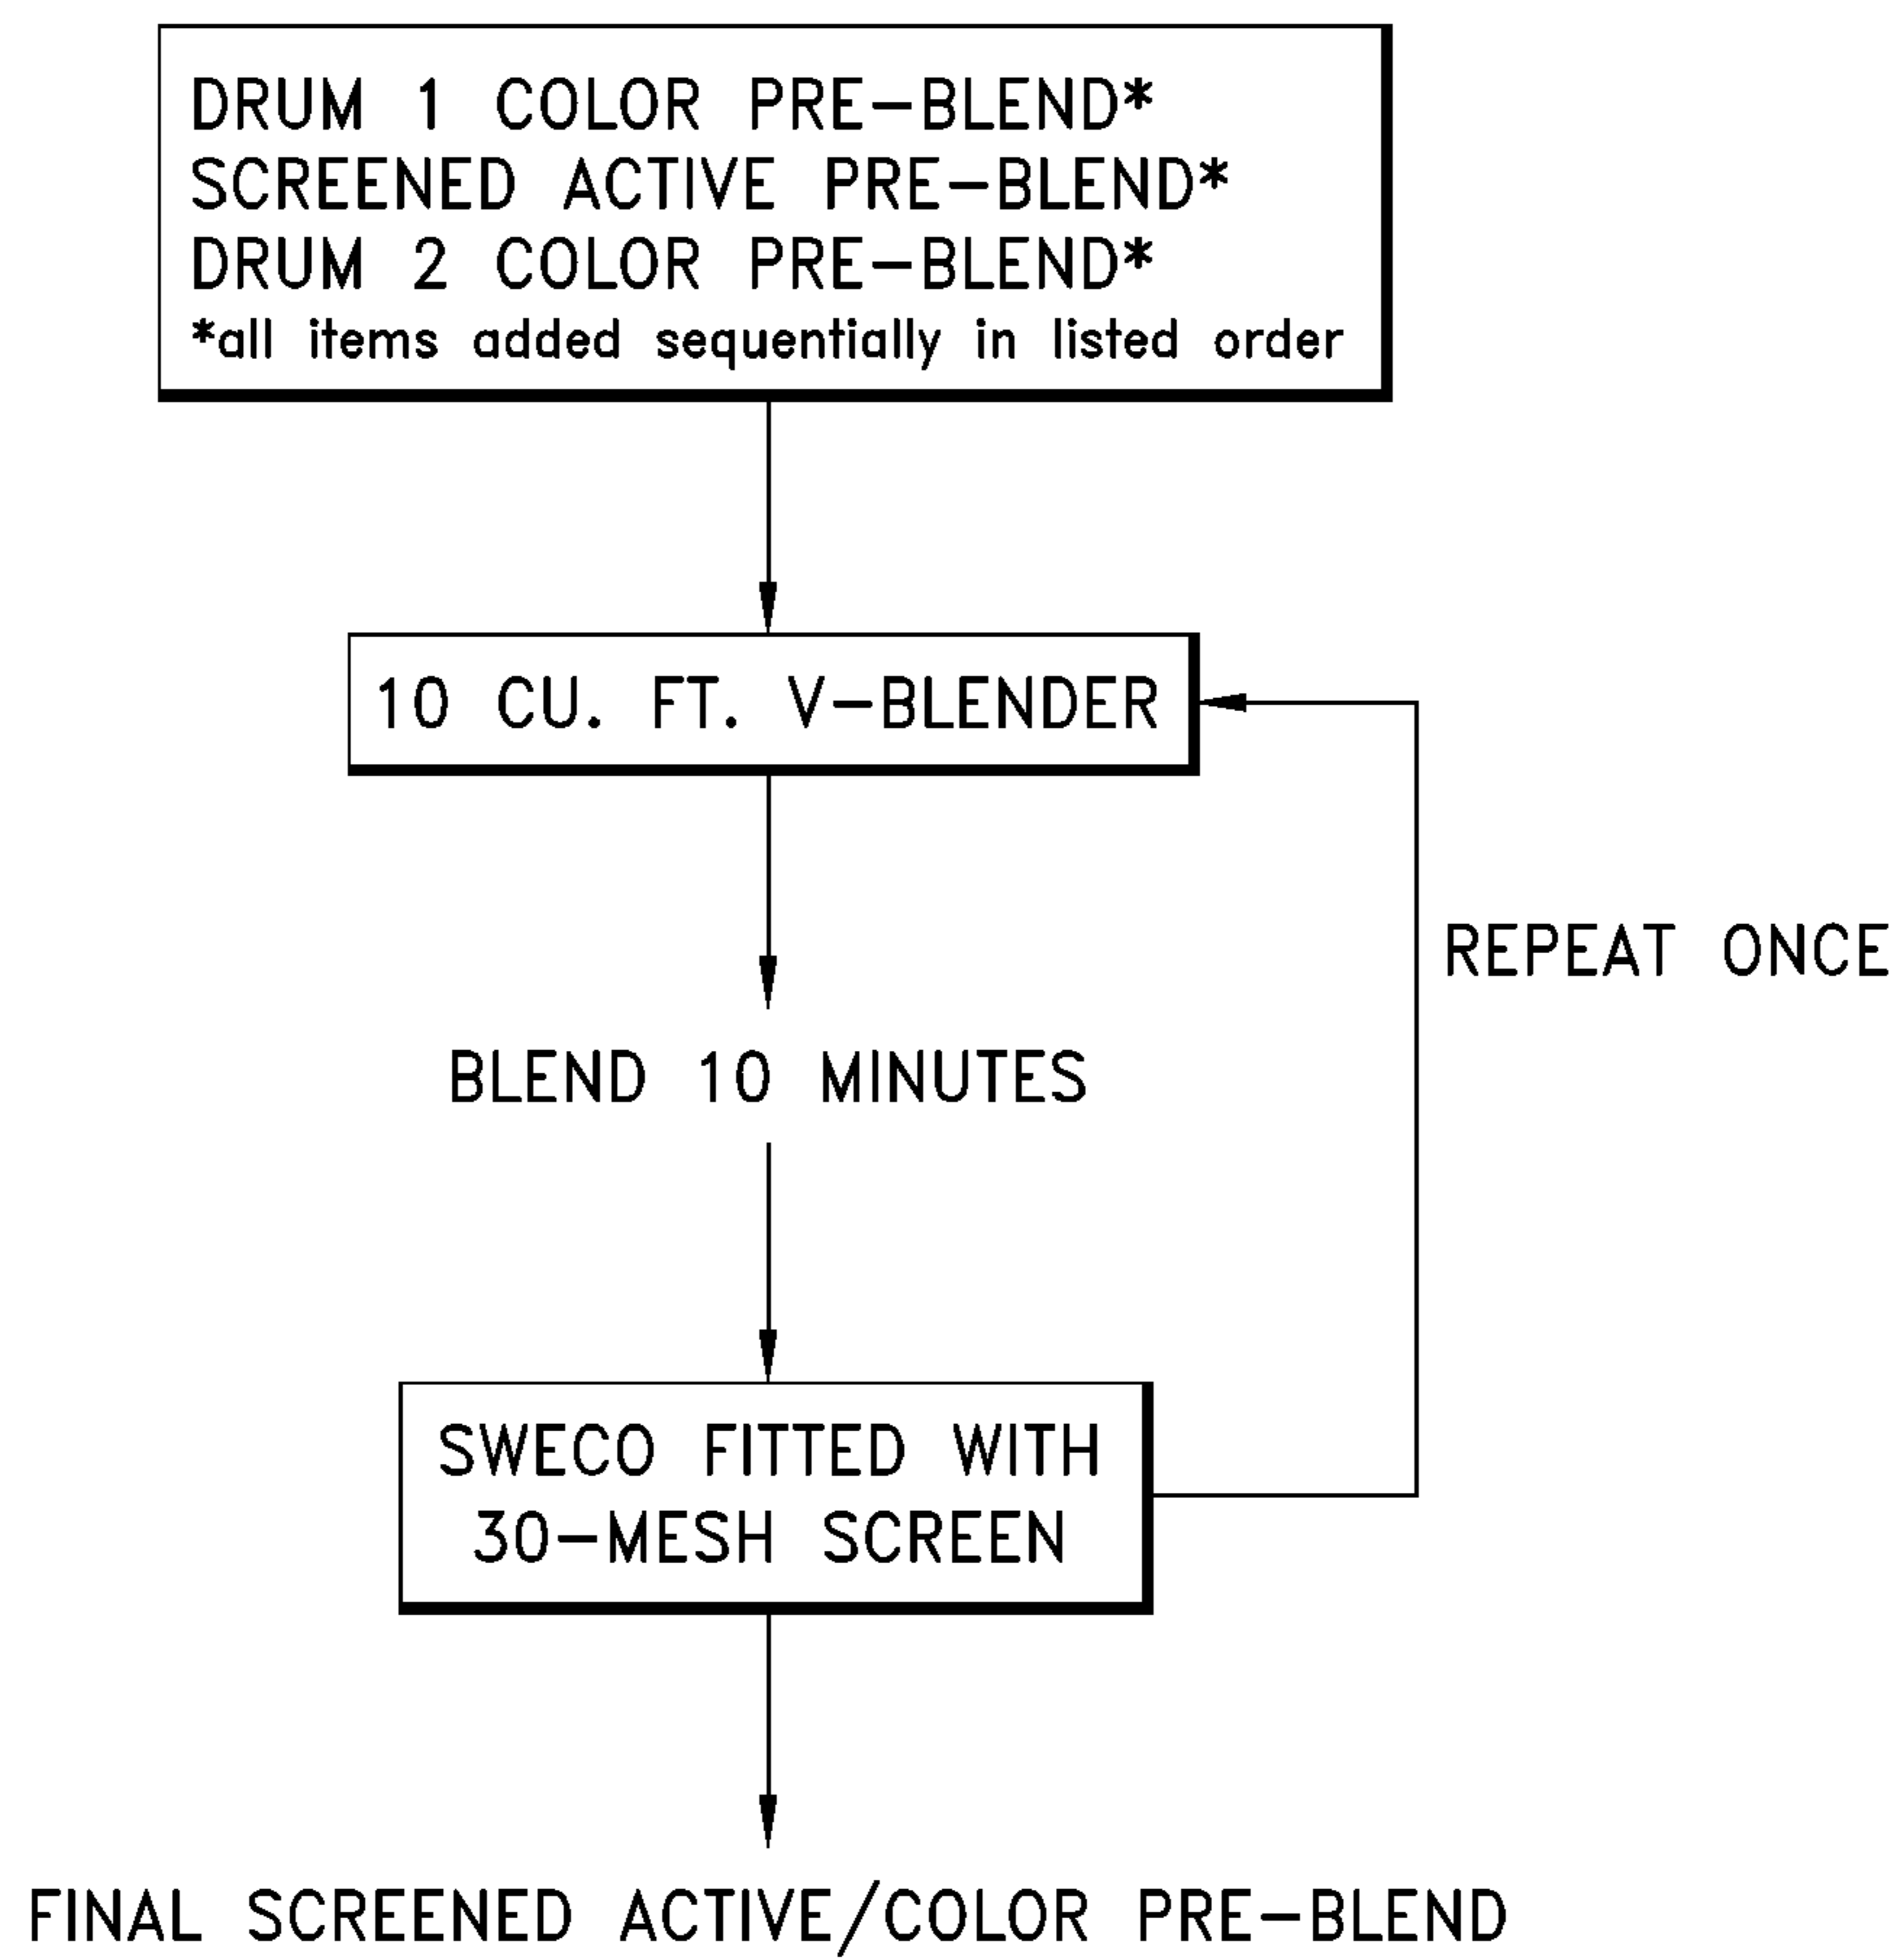 DRUM 1 COLOR PRE-BLEND*
SCREENED ACTIVE PRE-BLEND*
DRUM 2 COLOR PRE-BLEND*
*all items added sequentially in listed order
10 CU. FT. V-BLENDER
REPEAT ONCE
BLEND 10 MINUTES
SWECO FITTED WITH
30-MESH SCREEN
FINAL SCREENED ACTIVE/COLOR PRE-BLEND